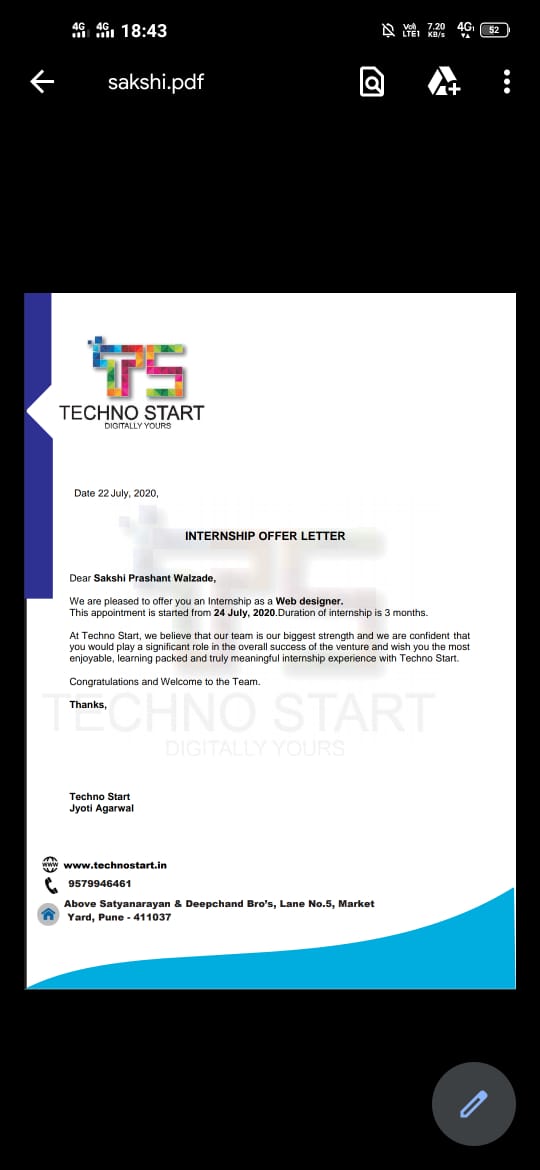 4G 4G 18:43 Vo) LTE1 7.20 KB/s 4G 52
sakshi.pdf
TS
TECHNO START
DIGITALLY YOURS
Date 22 July, 2020,
INTERNSHIP OFFER LETTER
Dear Sakshi Prashant Walzade,
We are pleased to offer you an Internship as a Web designer.
This appointment is started from 24 July, 2020.Duration of internship is 3 months.
At Techno Start, we believe that our team is our biggest strength and we are confident that
you would play a significant role in the overall success of the venture and wish you the most
enjoyable, learning packed and truly meaningful internship experience with Techno Start.
Congratulations and Welcome to the Team.
Thanks,
TECHNO START
DIGITALLY YOURS
Techno Start
Jyoti Agarwal
www www.technostart.in
9579946461
Above Satyanarayan & Deepchand Bro's, Lane No.5, Market
Yard, Pune - 411037